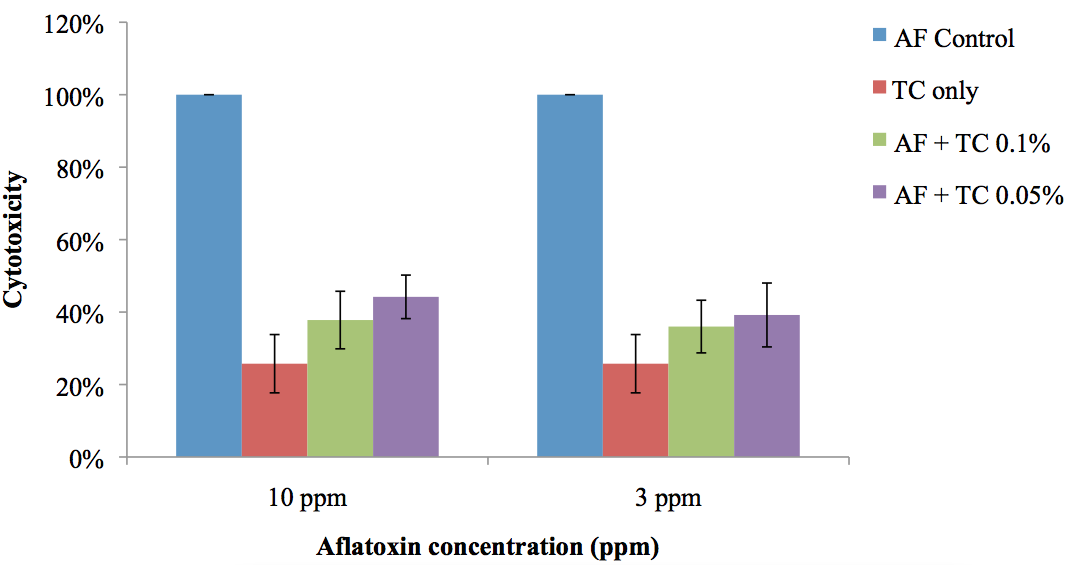 120%
100%
80%
60%
40%
20%
0%
Cytotoxicity
10 ppm
3 ppm
Aflatoxin concentration (ppm)
AF Control
TC only
AF + TC 0.1%
AF + TC 0.05%